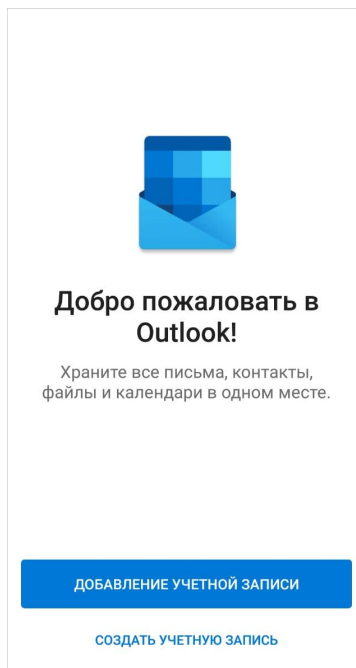 Добро пожаловать в
Outlook!
Храните все письма, контакты,
файлы и календари в одном месте.
ДОБАВЛЕНИЕ УЧЕТНОЙ ЗАПИСИ
СОЗДАТЬ УЧЕТНУЮ ЗАПИСЬ